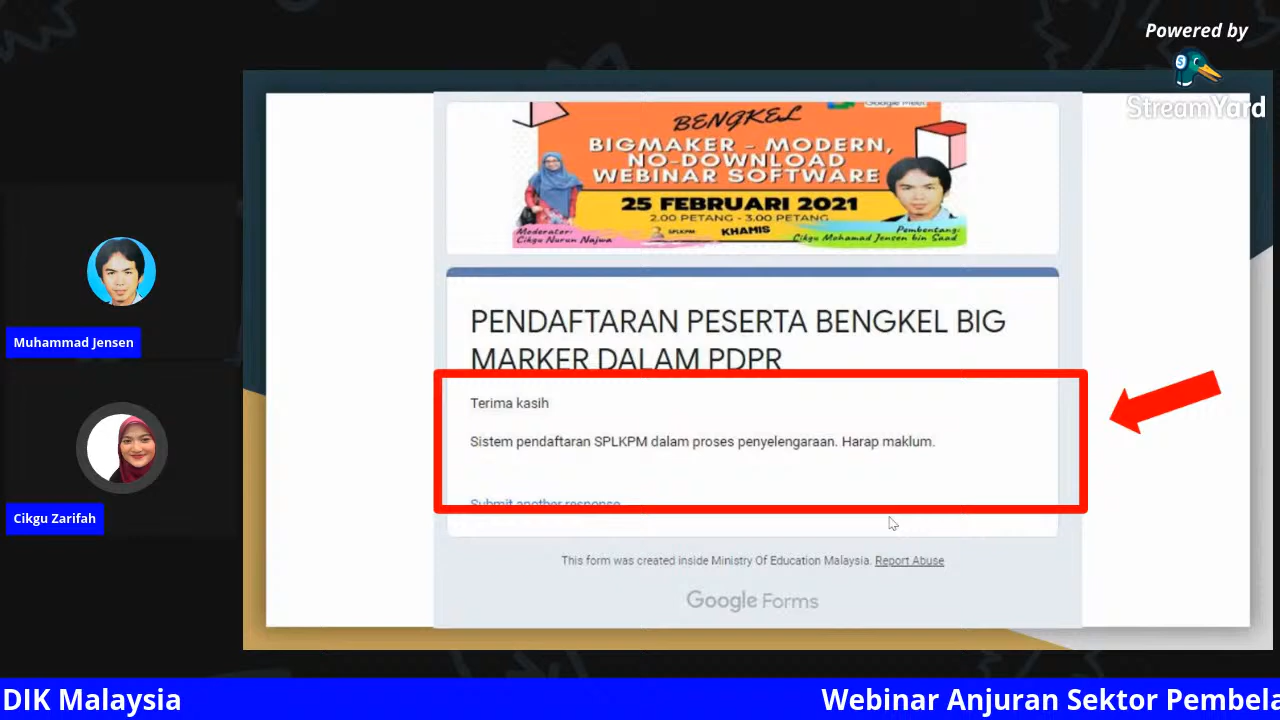 Powered by
StreamYard
Google Meet
BENGKEL
BIGMAKER - MODERN,
NO-DOWNLOAD
WEBINAR SOFTWARE
25 FEBRUARI 2021
2.00 PETANG - 3.00 PETANG
SPLKPM
KHAMIS
Moderator:
Cikgu Nurun Najwa
Pembentang:
Cikgu Mohamad Jensen bin Saad
PENDAFTARAN PESERTA BENGKEL BIG
MARKER DALAM PDPR
Terima kasih
Sistem pendaftaran SPLKPM dalam proses penyelengaraan. Harap maklum.
Submit another response
This form was created inside Ministry Of Education Malaysia. Report Abuse
Google Forms
Muhammad Jensen
Cikgu Zarifah
DIK Malaysia
Webinar Anjuran Sektor Pembela